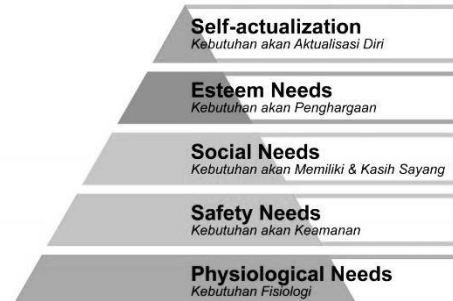 Self-actualization
Kebutuhan akan Aktualisasi Diri
Esteem Needs
Kebutuhan akan Penghargaan
Social Needs
Kebutuhan akan Memiliki & Kasih Sayang
Safety Needs
Kebutuhan akan Keamanan
Physiological Needs
Kebutuhan Fisiologi